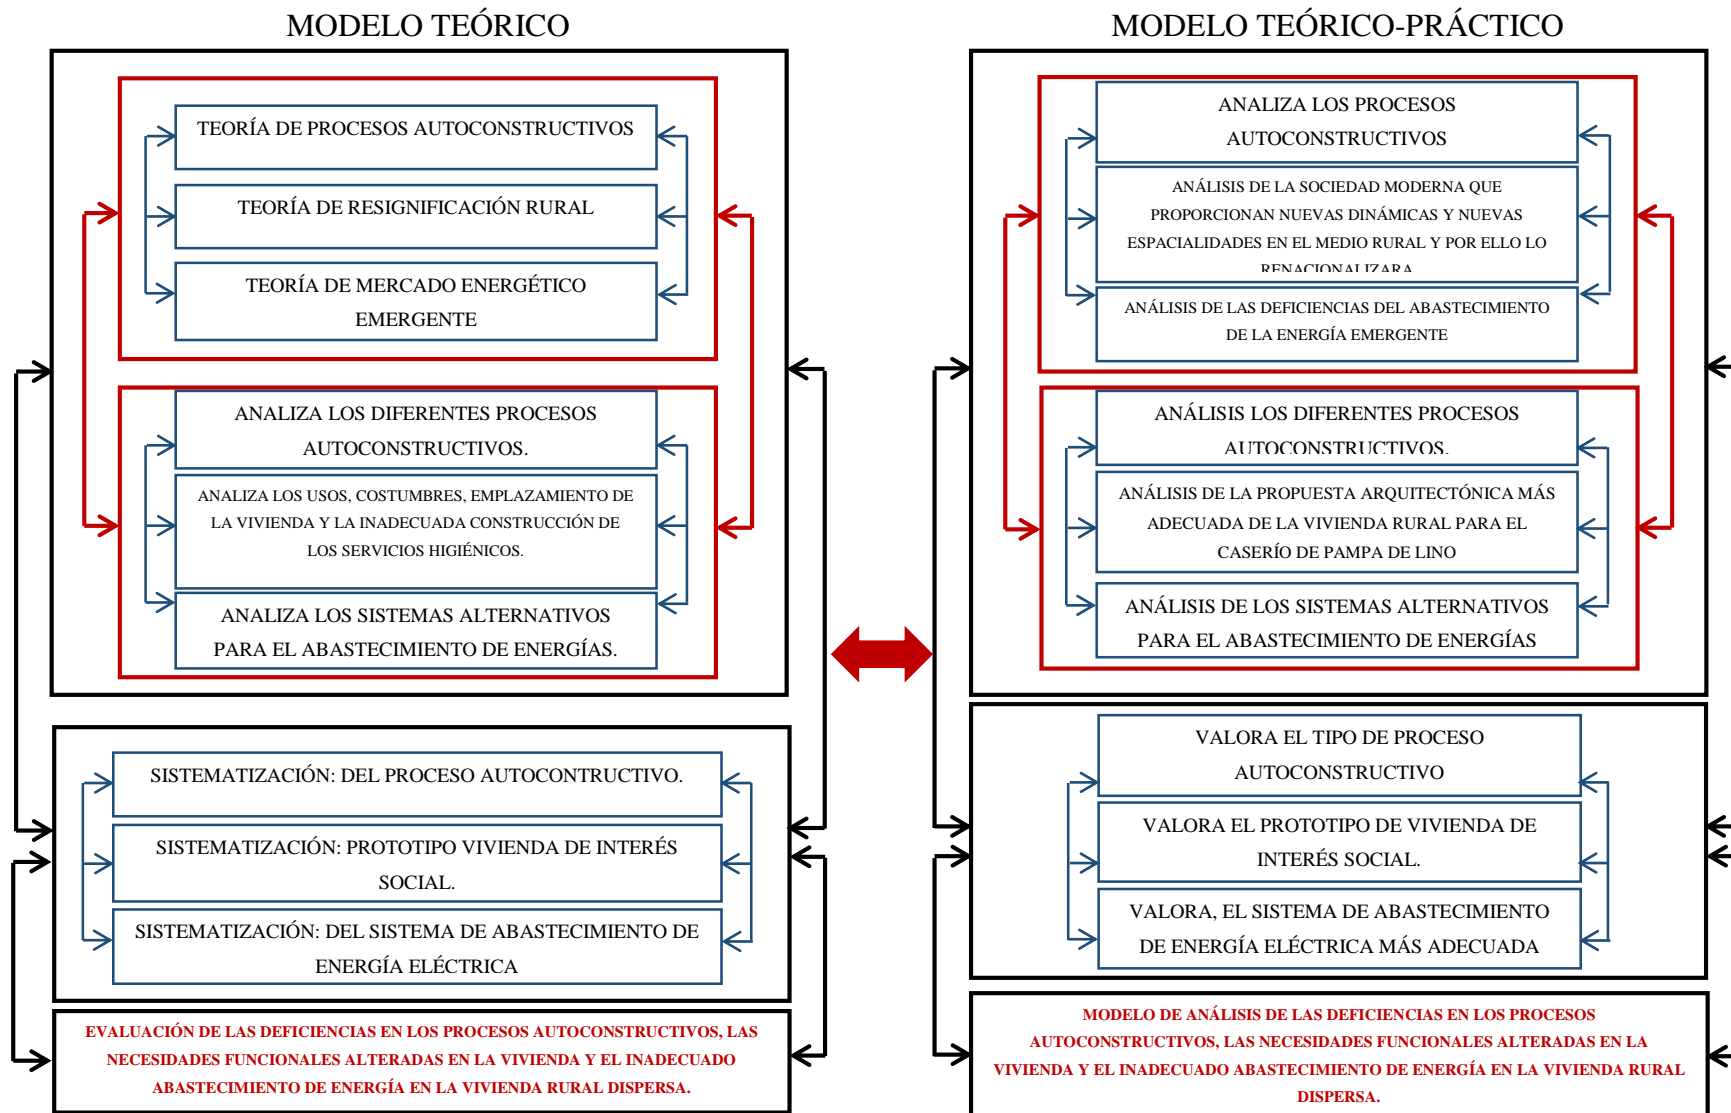 MODELO TEÓRICO
TEORÍA DE PROCESOS AUTOCONSTRUCTIVOS
TEORÍA DE RESIGNIFICACIÓN RURAL
TEORÍA DE MERCADO ENERGÉTICO
EMERGENTE
ANALIZA LOS DIFERENTES PROCESOS
AUTOCONSTRUCTIVOS.
ANALIZA LOS USOS, COSTUMBRES, EMPLAZAMIENTO DE
LA VIVIENDA Y LA INADECUADA CONSTRUCCIÓN DE
LOS SERVICIOS HIGIÉNICOS.
ANALIZA LOS SISTEMAS ALTERNATIVOS
PARA EL ABASTECIMIENTO DE ENERGÍAS.
SISTEMATIZACIÓN: DEL PROCESO AUTOCONTRUCTIVO.
SISTEMATIZACIÓN: PROTOTIPO VIVIENDA DE INTERÉS
SOCIAL.
SISTEMATIZACIÓN: DEL SISTEMA DE ABASTECIMIENTO DE
ENERGÍA ELÉCTRICA
EVALUACIÓN DE LAS DEFICIENCIAS EN LOS PROCESOS AUTOCONSTRUCTIVOS, LAS
NECESIDADES FUNCIONALES ALTERADAS EN LA VIVIENDA Y EL INADECUADO
ABASTECIMIENTO DE ENERGÍA EN LA VIVIENDA RURAL DISPERSA.
MODELO TEÓRICO-PRÁCTICO
ANALIZA LOS PROCESOS
AUTOCONSTRUCTIVOS
ANÁLISIS DE LA SOCIEDAD MODERNA QUE
PROPORCIONAN NUEVAS DINÁMICAS Y NUEVAS
ESPACIALIDADES EN EL MEDIO RURAL Y POR ELLO LO
RENACIONALIZARA
ANÁLISIS DE LAS DEFICIENCIAS DEL ABASTECIMIENTO
DE LA ENERGÍA EMERGENTE
ANÁLISIS LOS DIFERENTES PROCESOS
AUTOCONSTRUCTIVOS.
ANÁLISIS DE LA PROPUESTA ARQUITECTÓNICA MÁS
ADECUADA DE LA VIVIENDA RURAL PARA EL
CASERÍO DE PAMPA DE LINO
ANÁLISIS DE LOS SISTEMAS ALTERNATIVOS
PARA EL ABASTECIMIENTO DE ENERGÍAS
VALORA EL TIPO DE PROCESO
AUTOCONSTRUCTIVO
VALORA EL PROTOTIPO DE VIVIENDA DE
INTERÉS SOCIAL.
VALORA, EL SISTEMA DE ABASTECIMIENTO
DE ENERGÍA ELÉCTRICA MÁS ADECUADA
MODELO DE ANÁLISIS DE LAS DEFICIENCIAS EN LOS PROCESOS
AUTOCONSTRUCTIVOS, LAS NECESIDADES FUNCIONALES ALTERADAS EN LA
VIVIENDA Y EL INADECUADO ABASTECIMIENTO DE ENERGÍA EN LA VIVIENDA RURAL
DISPERSA.